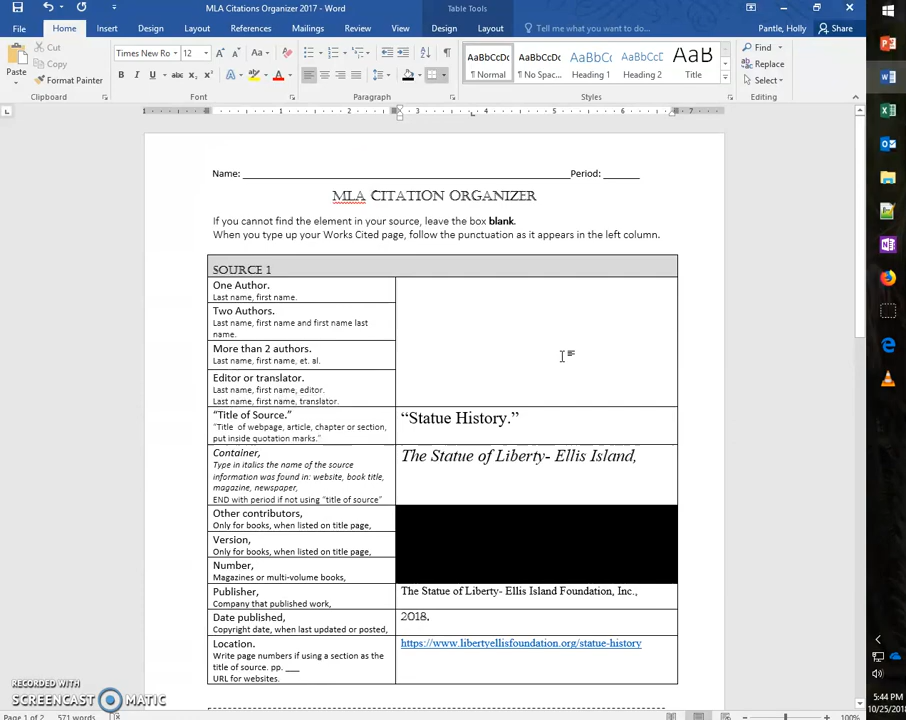 MLA Citations Organizer 2017 - Word
Table Tools
Pantle, Holly
Share
File Home Insert Design Layout References Mailings Review View Design Layout Tell me what you want to do...
Paste
Cut
Copy
Format Painter
Clipboard
Times New Ro 12
Font
Paragraph
AaBbCcDc AaBbCcDc AaBbCc AaBbCcC AaB
¶ Normal ¶ No Spac... Heading 1 Heading 2 Title
Styles
Find
Replace
Select
Editing
Name: Period:
MLA CITATION ORGANIZER
If you cannot find the element in your source, leave the box blank.
When you type up your Works Cited page, follow the punctuation as it appears in the left column.
SOURCE 1
One Author.
Last name, first name.
Two Authors.
Last name, first name and first name last
name.
More than 2 authors.
Last name, first name, et. al.
Editor or translator.
Last name, first name, editor.
Last name, first name, translator.
"Title of Source."
"Title of webpage, article, chapter or section,
put inside quotation marks."
“Statue History.”
Container,
Type in italics the name of the source
information was found in: website, book title,
magazine, newspaper,
END with period if not using "title of source"
The Statue of Liberty- Ellis Island,
Other contributors,
Only for books, when listed on title page,
Version,
Only for books, when listed on title page,
Number,
Magazines or multi-volume books,
Publisher,
Company that published work,
The Statue of Liberty- Ellis Island Foundation, Inc.,
Date published,
Copyright date, when last updated or posted,
2018.
Location.
Write page numbers if using a section as the
title of source. pp. ___
URL for websites.
https://www.libertyellisfoundation.org/statue-history
RECORDED WITH
SCREENCAST MATIC
Page 1 of 2 571 words
100%
5:44 PM
10/25/201